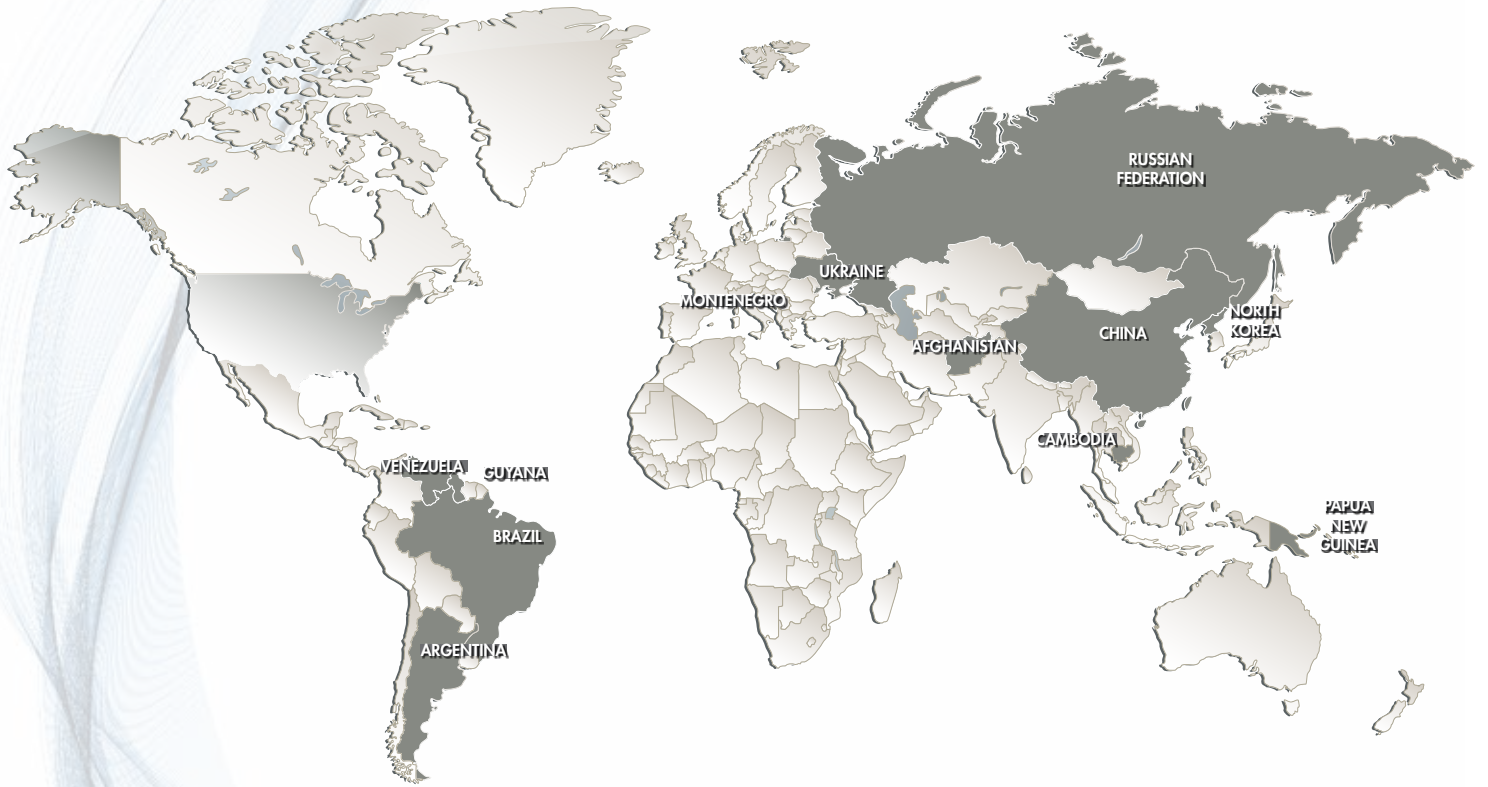 RUSSIAN
FEDERATION
UKRAINE
MONTENEGRO
NORTH
KOREA
CHINA
AFGHANISTAN
CAMBODIA
VENEZUELA
GUYANA
PAPUA
NEW
GUINEA
BRAZIL
ARGENTINA